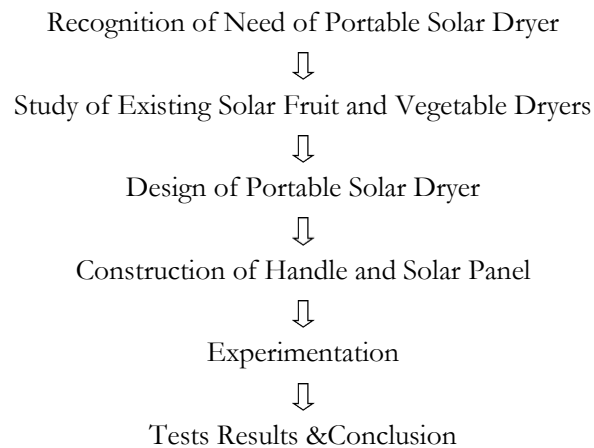 Recognition of Need of Portable Solar Dryer
⇩
Study of Existing Solar Fruit and Vegetable Dryers
⇩
Design of Portable Solar Dryer
⇩
Construction of Handle and Solar Panel
⇩
Experimentation
⇩
Tests Results &Conclusion